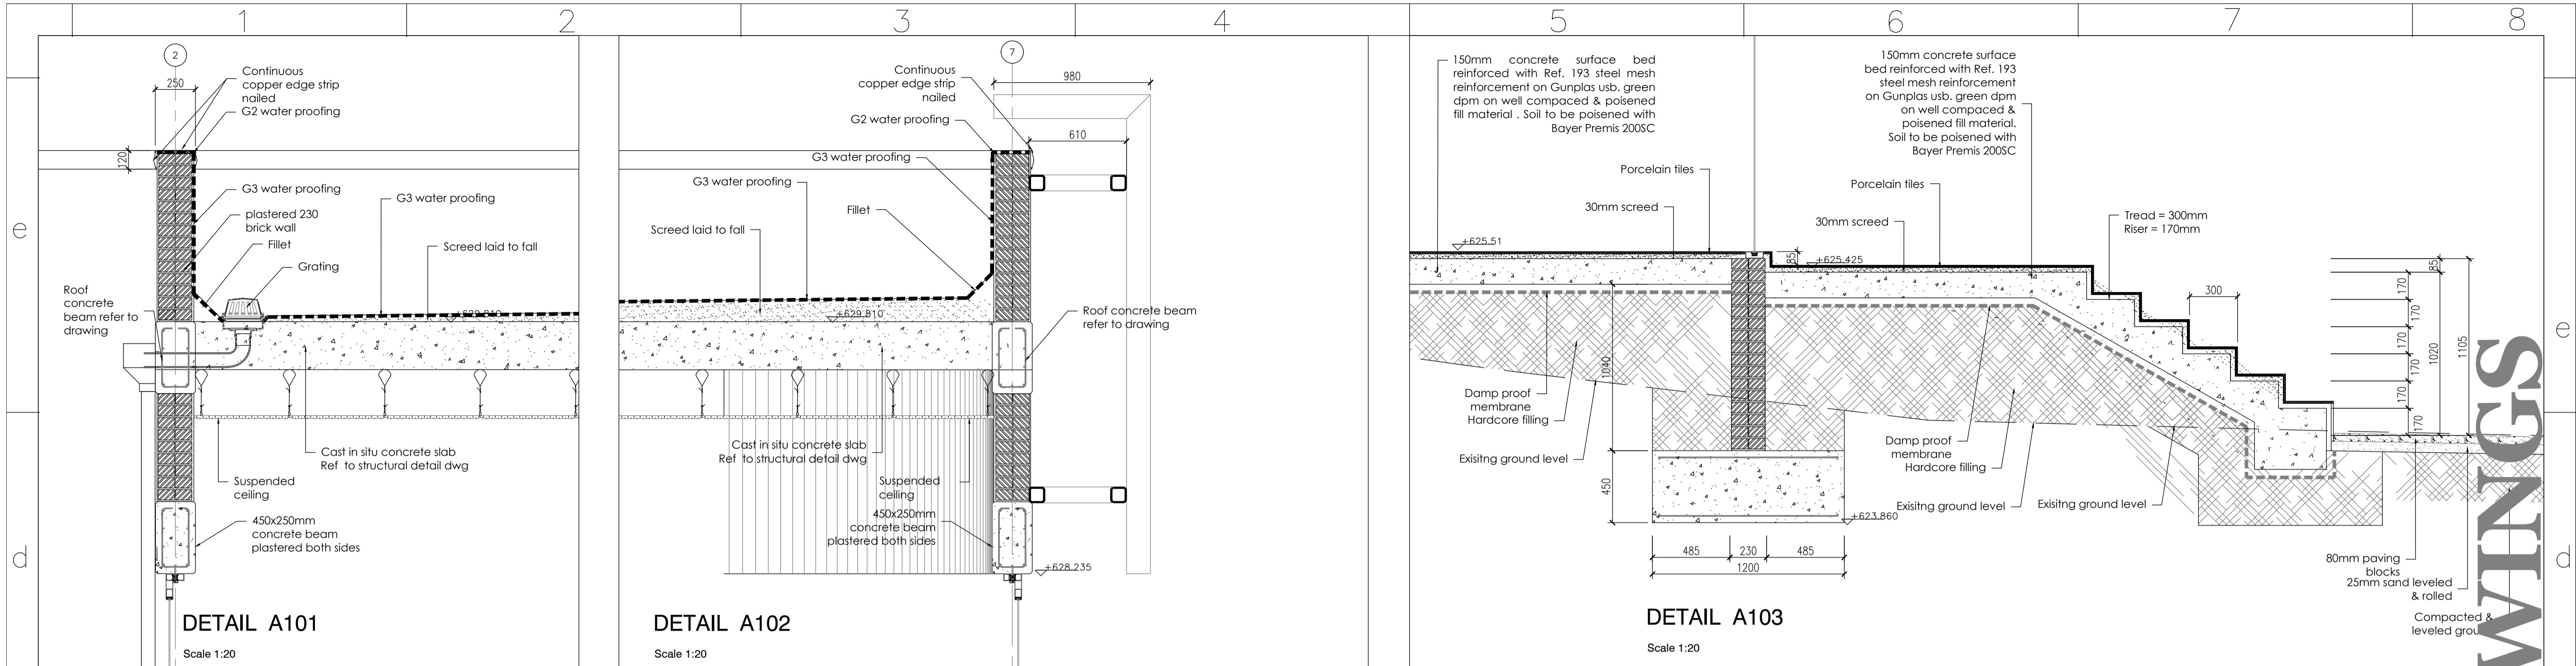 1
2
3
4
5
6
7
8
e
d
e
d
2
250
120
Continuous
copper edge strip
nailed
G2 water proofing
G3 water proofing
plastered 230
brick wall
Fillet
Grating
G3 water proofing
Screed laid to fall
Roof
concrete
beam refer to
drawing
Cast in situ concrete slab
Ref to structural detail dwg
Suspended
ceiling
450x250mm
concrete beam
plastered both sides
DETAIL A101
Scale 1:20
7
980
610
Continuous
copper edge strip
nailed
G2 water proofing
G3 water proofing
G3 water proofing
Fillet
Screed laid to fall
+629.810
Roof concrete beam
refer to drawing
Cast in situ concrete slab
Ref to structural detail dwg
Suspended
ceiling
450x250mm
concrete beam
plastered both sides
+628.235
DETAIL A102
Scale 1:20
150mm concrete surface bed
reinforced with Ref. 193 steel mesh
reinforcement on Gunplas usb. green
dpm on well compaced & poisened
fill material . Soil to be poisened with
Bayer Premis 200SC
150mm concrete surface
bed reinforced with Ref. 193
steel mesh reinforcement
on Gunplas usb. green dpm
on well compaced &
poisened fill material.
Soil to be poisened with
Bayer Premis 200SC
Porcelain tiles
30mm screed
Porcelain tiles
30mm screed
Tread = 300mm
Riser = 170mm
+625.51
85
+625.425
300
85
170
170
170
170
170
170
1020
1105
1040
450
Damp proof
membrane
Hardcore filling
Exisitng ground level
Damp proof
membrane
Hardcore filling
Exisitng ground level
Exisitng ground level
+623.860
485
230
485
1200
80mm paving
blocks
25mm sand leveled
& rolled
Compacted &
leveled
DETAIL A103
Scale 1:20
WINGS